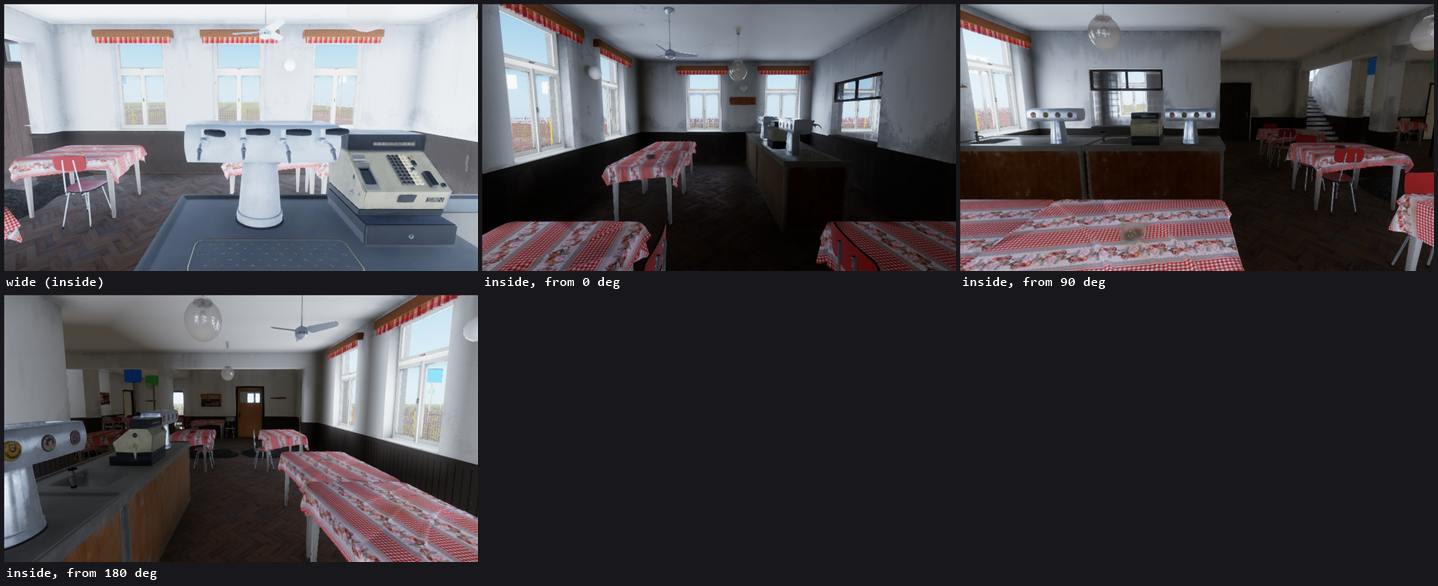 wide (inside)
inside, from 0 deg
inside, from 90 deg
inside, from 180 deg